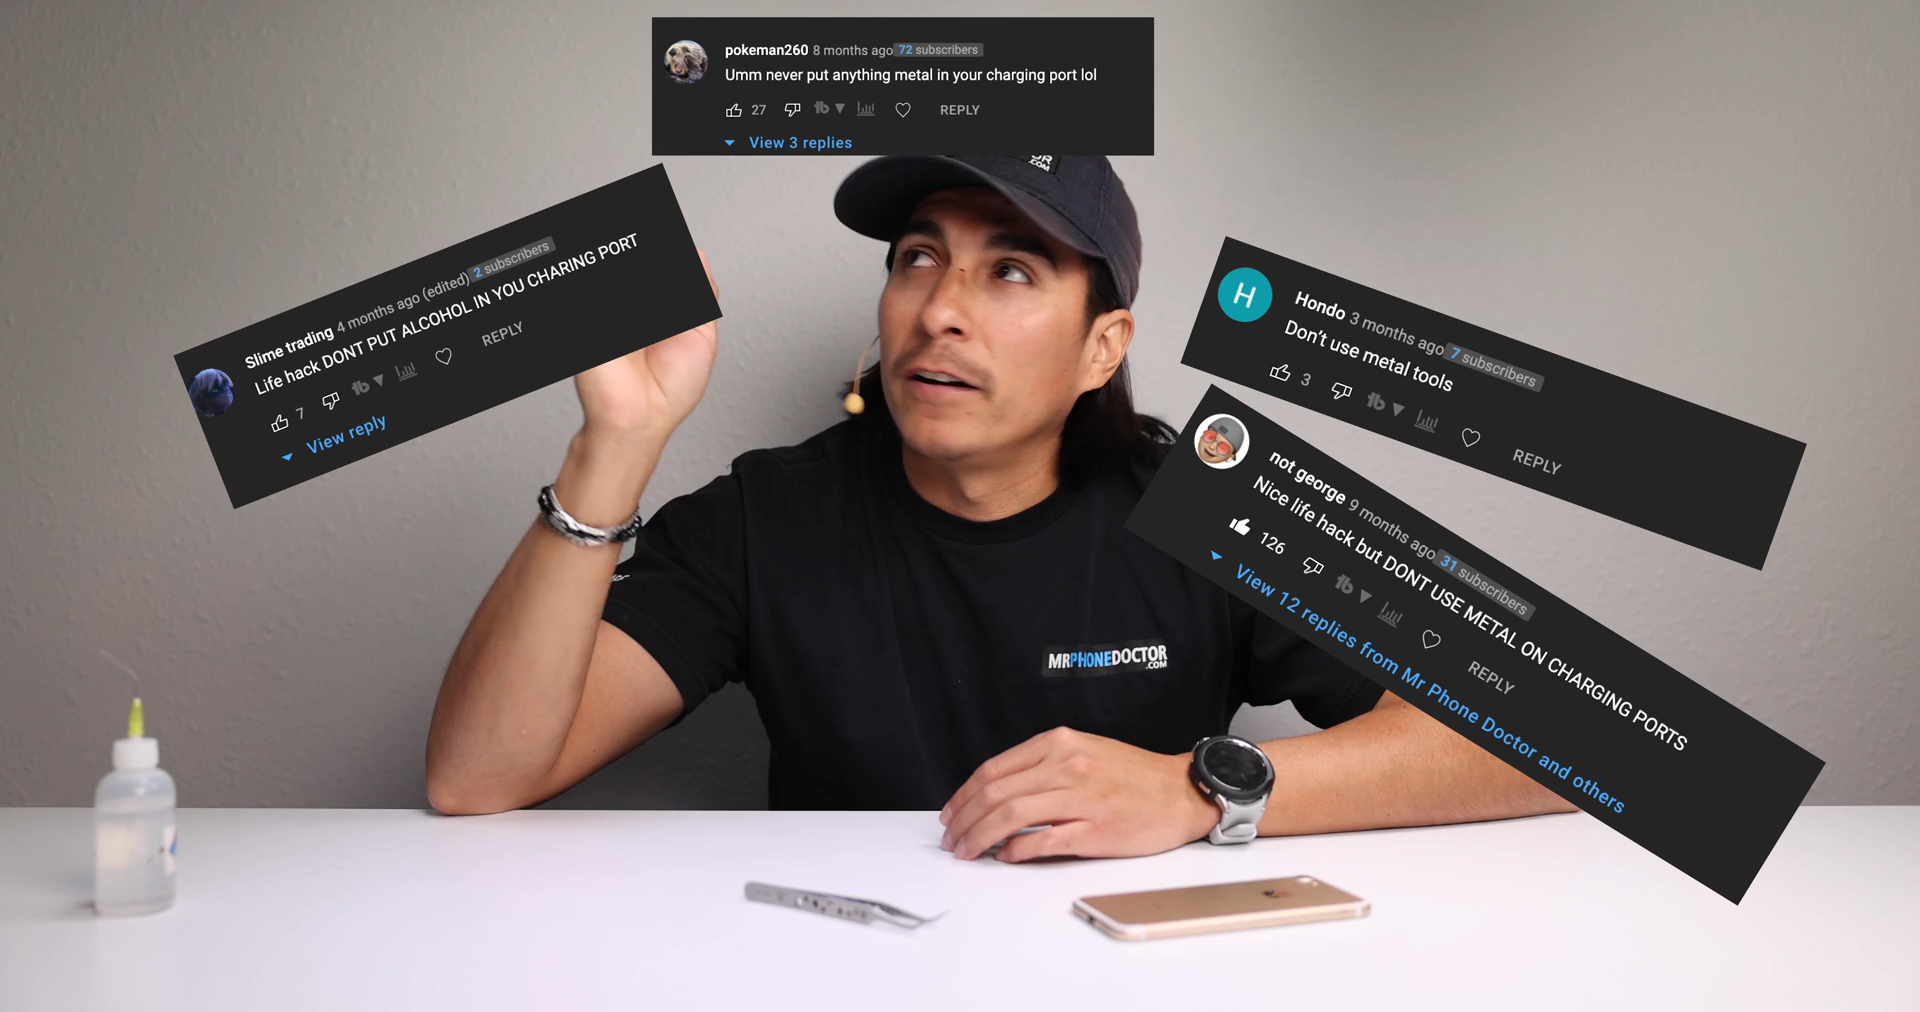 pokeman260 8 months ago 72 subscribers
Umm never put anything metal in your charging port lol
27 REPLY
View 3 replies
Slime trading 4 months ago (edited) 2 subscribers
Life hack DONT PUT ALCOHOL IN YOU CHARING PORT
7 REPLY
View reply
H
Hondo 3 months ago 7 subscribers
Don't use metal tools
3 REPLY
not george 9 months ago 31 subscribers
Nice life hack but DONT USE METAL ON CHARGING PORTS
126 REPLY
View 12 replies from Mr Phone Doctor and others
.COM
MRPHONEDOCTOR
.COM